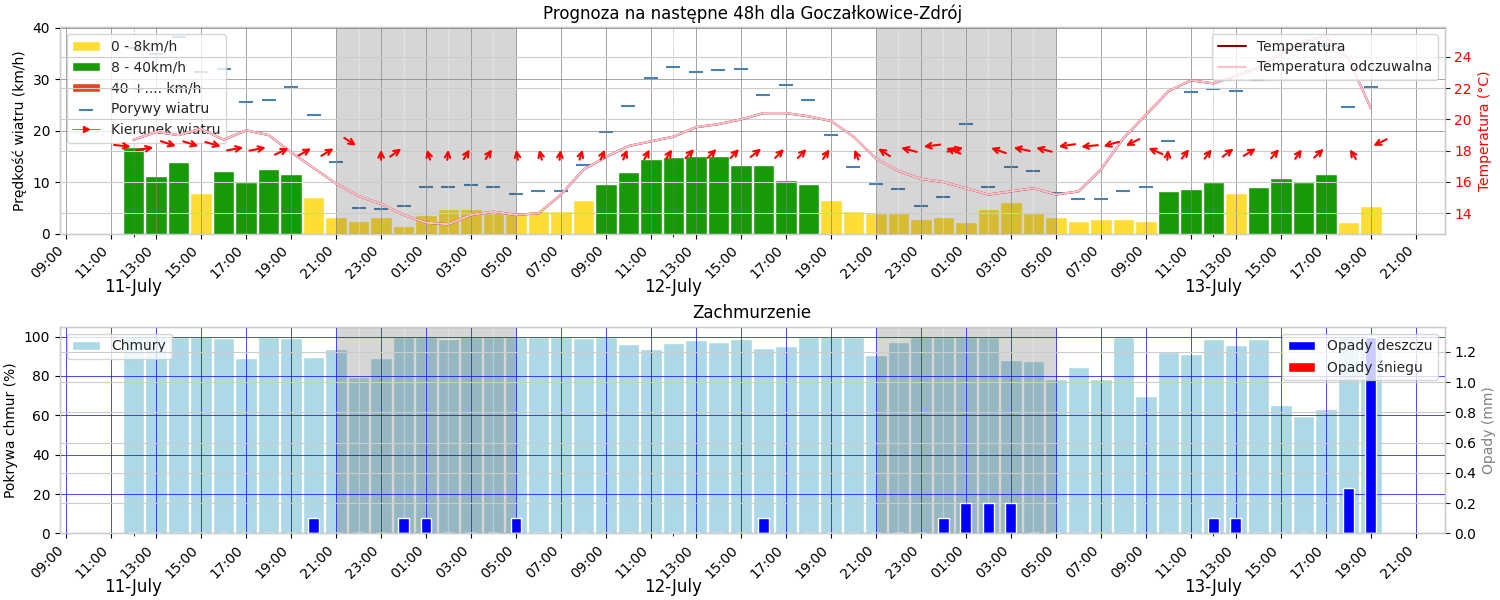 Prognoza na następne 48h dla Goczałkowice-Zdrój
Prędkość wiatru (km/h)
40
30
20
10
0
0 - 8km/h
8 - 40km/h
40 + .... km/h
Porywy wiatru
Kierunek wiatru
Temperatura
Temperatura odczuwalna
24
22
20
18
16
14
Temperatura (°C)
09:00 11:00 13:00 15:00 17:00 19:00 21:00 23:00 01:00 03:00 05:00 07:00 09:00 11:00 13:00 15:00 17:00 19:00 21:00 23:00 01:00 03:00 05:00 07:00 09:00 11:00 13:00 15:00 17:00 19:00 21:00
11-July 12-July 13-July
Zachmurzenie
Pokrywa chmur (%)
100
80
60
40
20
0
Chmury
Opady deszczu
Opady śniegu
1.2
1.0
0.8
0.6
0.4
0.2
0.0
Opady (mm)
09:00 11:00 13:00 15:00 17:00 19:00 21:00 23:00 01:00 03:00 05:00 07:00 09:00 11:00 13:00 15:00 17:00 19:00 21:00 23:00 01:00 03:00 05:00 07:00 09:00 11:00 13:00 15:00 17:00 19:00 21:00
11-July 12-July 13-July